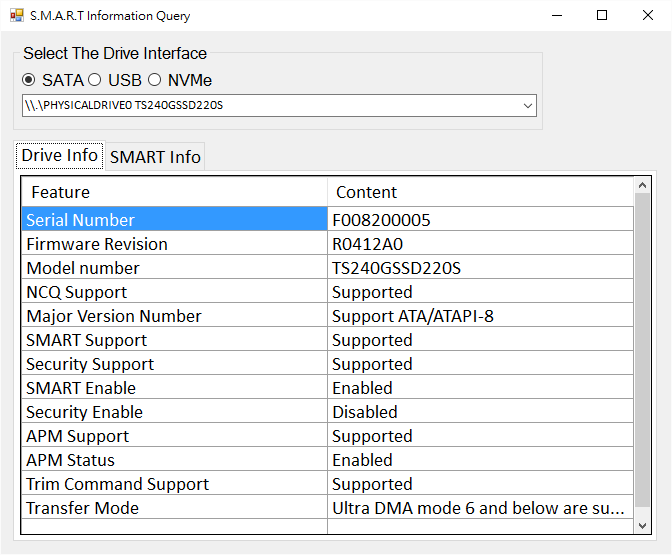 S.M.A.R.T Information Query
Select The Drive Interface
SATA USB NVMe
\\.\PHYSICALDRIVE0 TS240GSSD220S
Drive Info SMART Info
Feature Content
Serial Number F008200005
Firmware Revision R0412A0
Model number TS240GSSD220S
NCQ Support Supported
Major Version Number Support ATA/ATAPI-8
SMART Support Supported
Security Support Supported
SMART Enable Enabled
Security Enable Disabled
APM Support Supported
APM Status Enabled
Trim Command Support Supported
Transfer Mode Ultra DMA mode 6 and below are su...